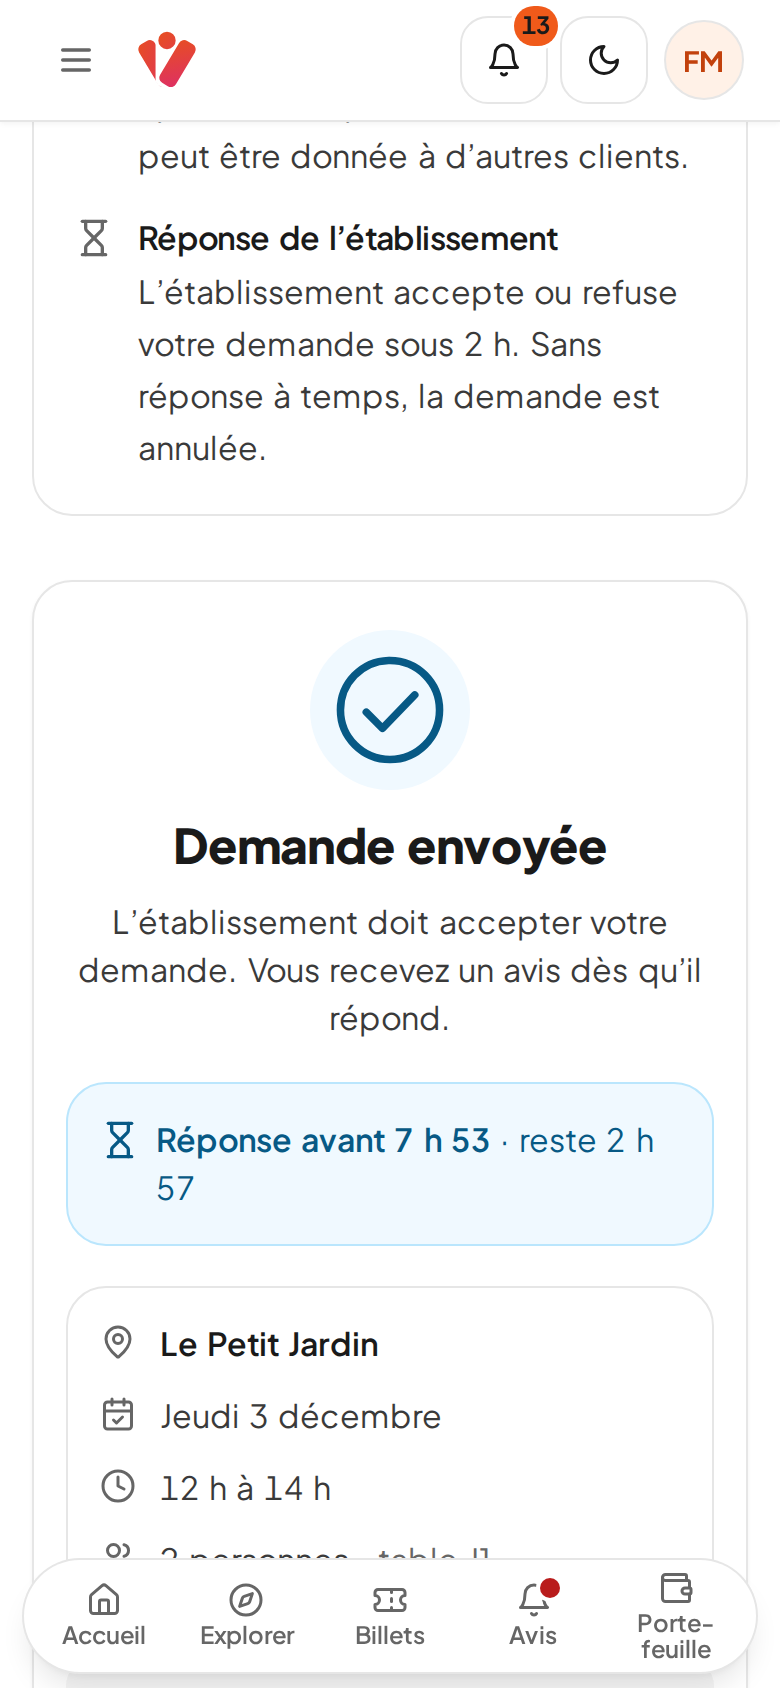 13
FM
peut être donnée à d’autres clients.
Réponse de l’établissement
L’établissement accepte ou refuse
votre demande sous 2 h. Sans
réponse à temps, la demande est
annulée.
Demande envoyée
L’établissement doit accepter votre
demande. Vous recevez un avis dès qu’il
répond.
Réponse avant 7 h 53 · reste 2 h
57
Le Petit Jardin
Jeudi 3 décembre
12 h à 14 h
personnes
Accueil
Explorer
Billets
Avis
Porte-
feuille